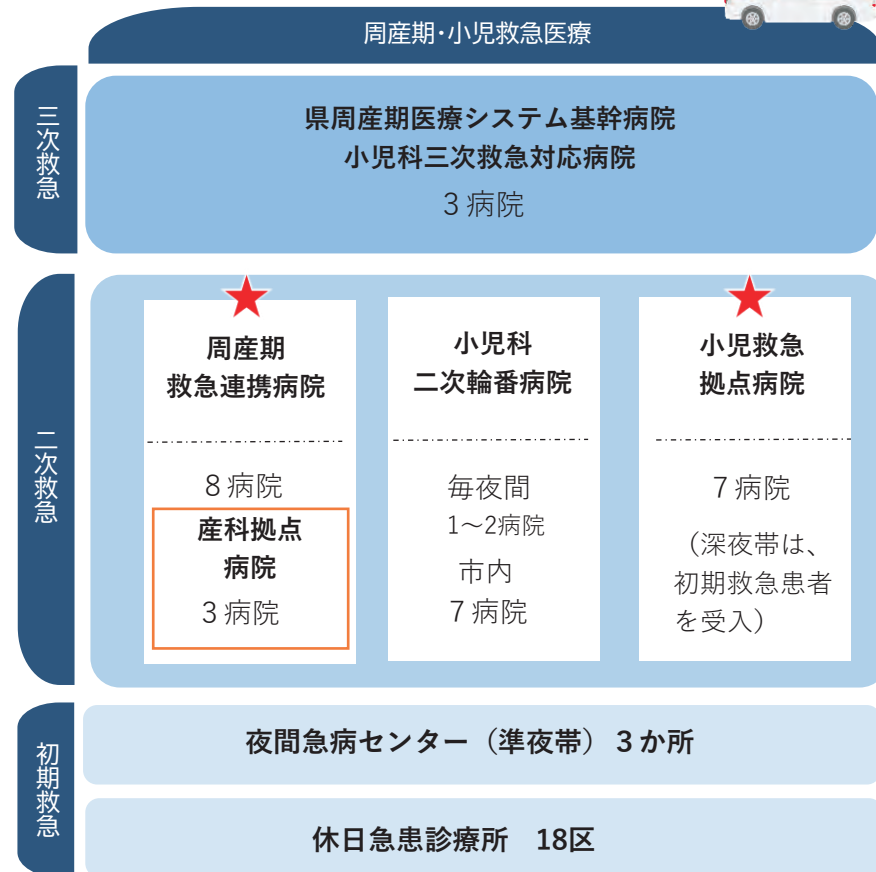 周産期・小児救急医療
三次救急
県周産期医療システム基幹病院
小児科三次救急対応病院
3病院
二次救急
周産期
救急連携病院
8病院
産科拠点
病院
3病院
小児科
二次輪番病院
毎夜間
1～2病院
市内
7病院
小児救急
拠点病院
7病院
（深夜帯は、
初期救急患者
を受入）
初期救急
夜間急病センター（準夜帯）3か所
休日急患診療所　18区